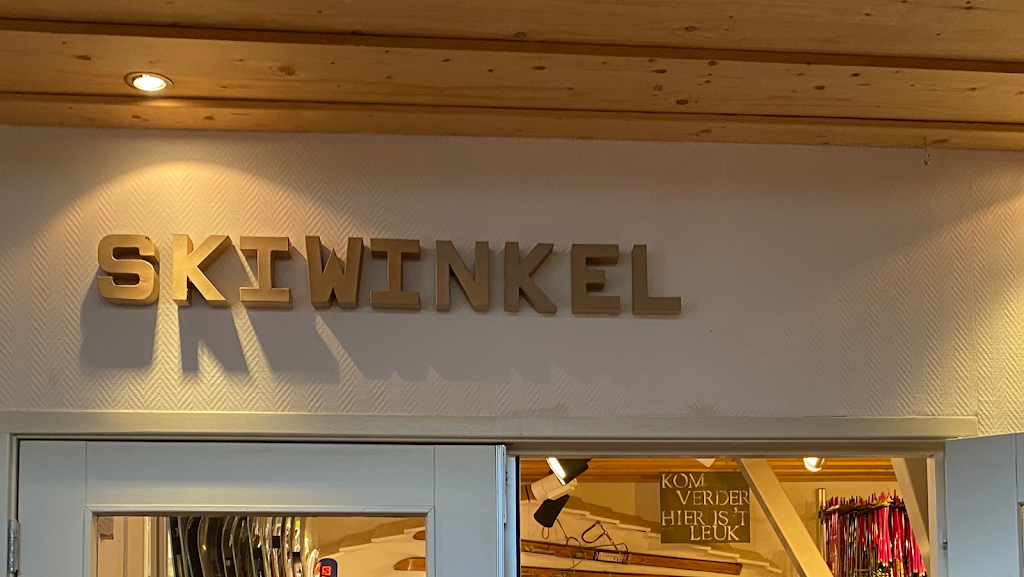 SKIWINKEL
KOM
VERDER
HIER IS 'T
LEUK